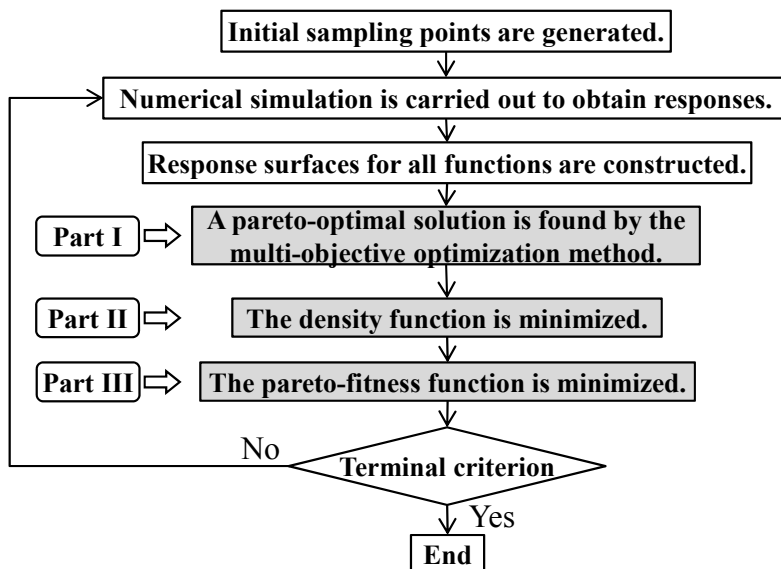 Initial sampling points are generated.
Numerical simulation is carried out to obtain responses.
Response surfaces for all functions are constructed.
Part I
A pareto-optimal solution is found by the
multi-objective optimization method.
Part II
The density function is minimized.
Part III
The pareto-fitness function is minimized.
No
Terminal criterion
Yes
End